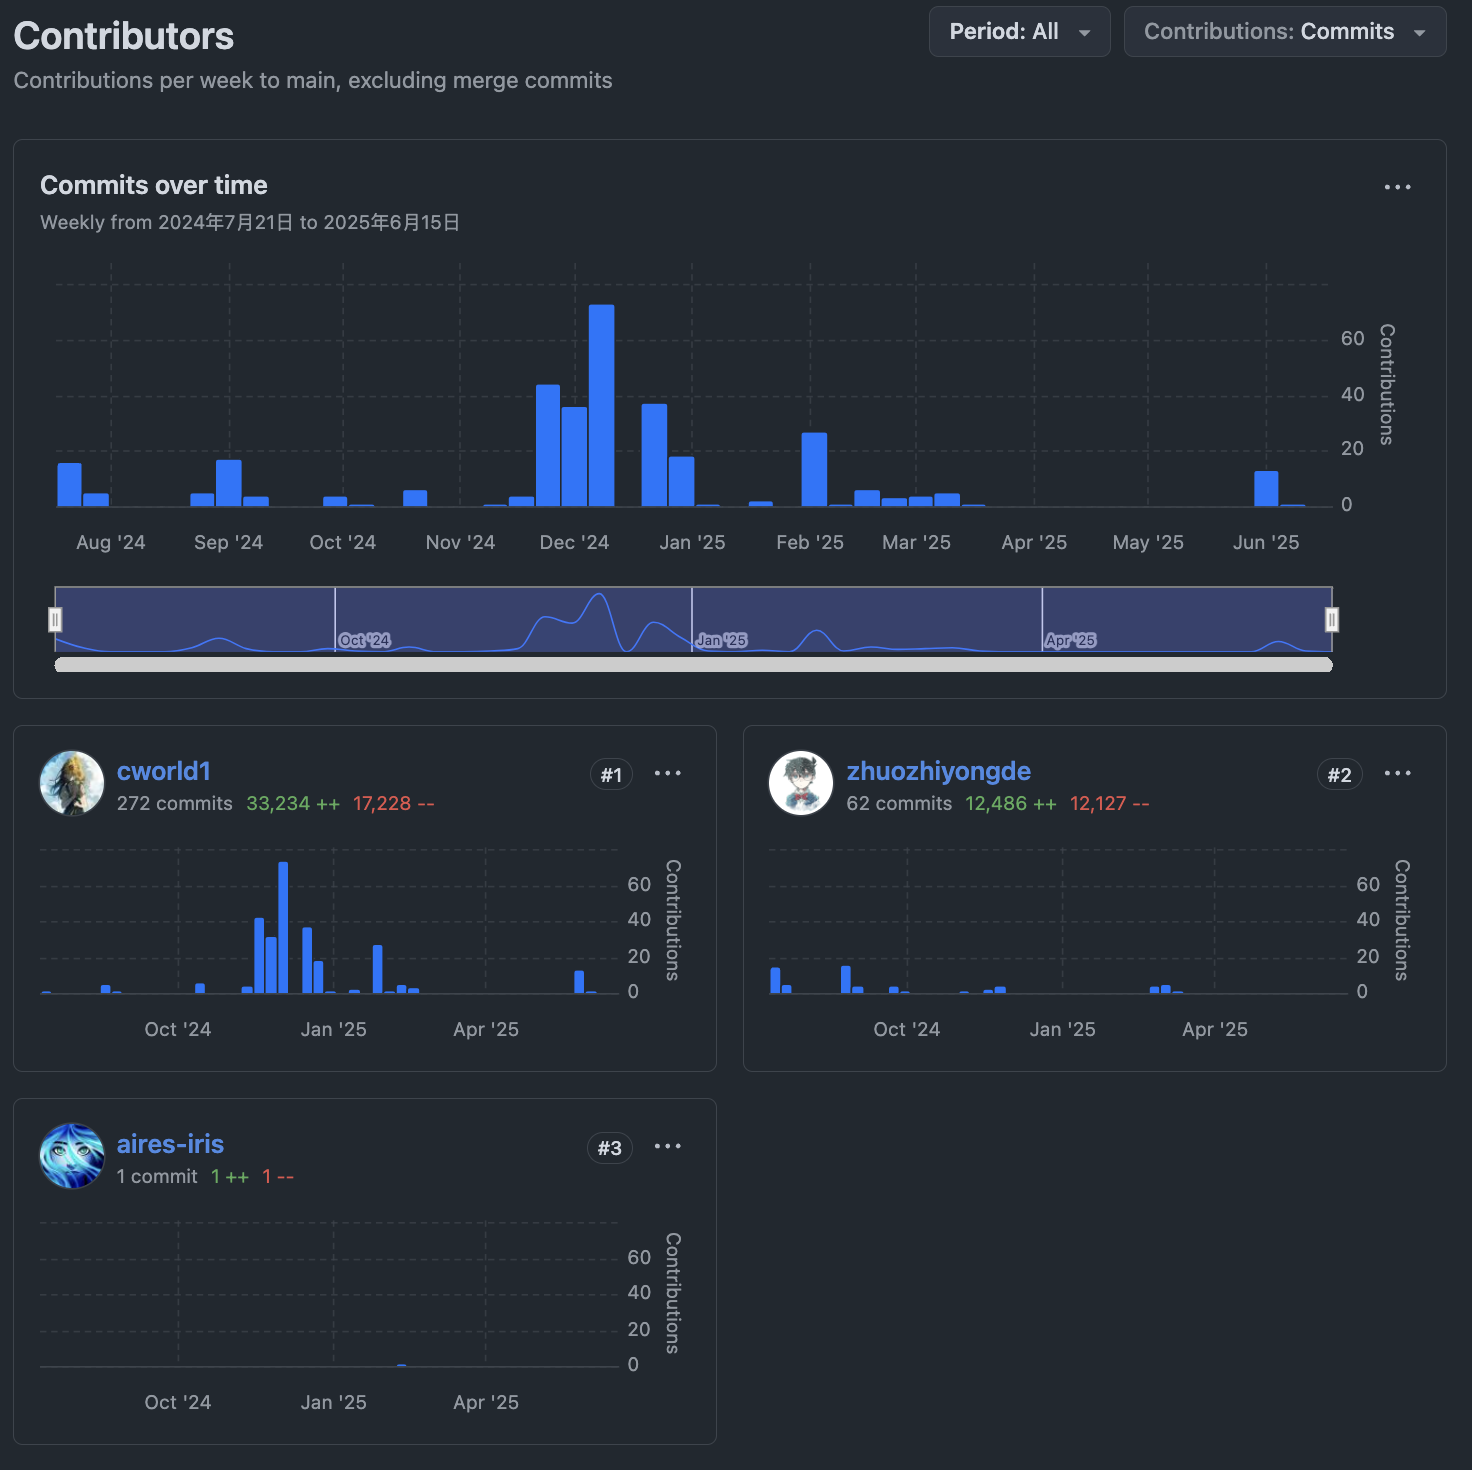 Contributors
Period: All
Contributions: Commits
Contributions per week to main, excluding merge commits
Commits over time
Weekly from 2024年7月21日 to 2025年6月15日
60
40
20
0
Contributions
Aug '24 Sep '24 Oct '24 Nov '24 Dec '24 Jan '25 Feb '25 Mar '25 Apr '25 May '25 Jun '25
Oct '24 Jan '25 Apr '25
cworld1
#1
272 commits 33,234 ++ 17,228 --
60
40
20
0
Contributions
Oct '24 Jan '25 Apr '25
zhuozhiyongde
#2
62 commits 12,486 ++ 12,127 --
60
40
20
0
Contributions
Oct '24 Jan '25 Apr '25
aires-iris
#3
1 commit 1 ++ 1 --
60
40
20
0
Contributions
Oct '24 Jan '25 Apr '25